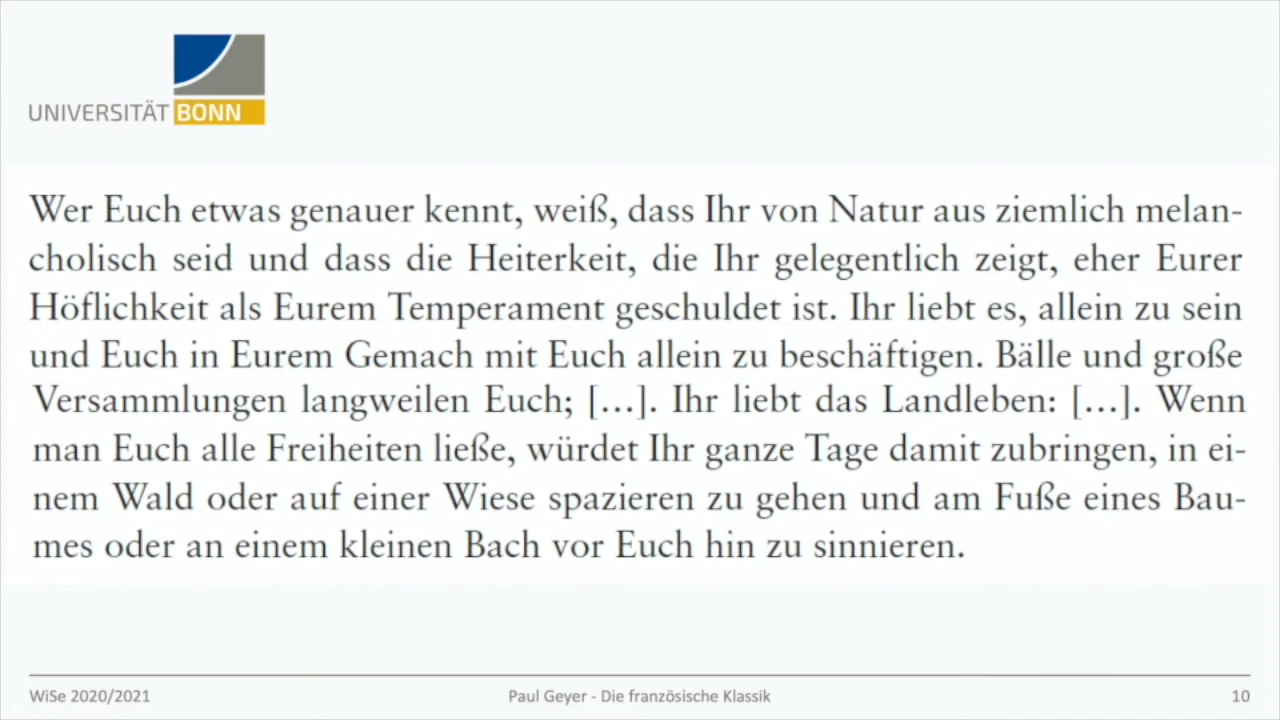 UNIVERSITÄT BONN
Wer Euch etwas genauer kennt, weiß, dass Ihr von Natur aus ziemlich melan-
cholisch seid und dass die Heiterkeit, die Ihr gelegentlich zeigt, eher Eurer
Höflichkeit als Eurem Temperament geschuldet ist. Ihr liebt es, allein zu sein
und Euch in Eurem Gemach mit Euch allein zu beschäftigen. Bälle und große
Versammlungen langweilen Euch; [...]. Ihr liebt das Landleben: [...]. Wenn
man Euch alle Freiheiten ließe, würdet Ihr ganze Tage damit zubringen, in ei-
nem Wald oder auf einer Wiese spazieren zu gehen und am Fuße eines Bau-
mes oder an einem kleinen Bach vor Euch hin zu sinnieren.
WiSe 2020/2021 Paul Geyer - Die französische Klassik 10